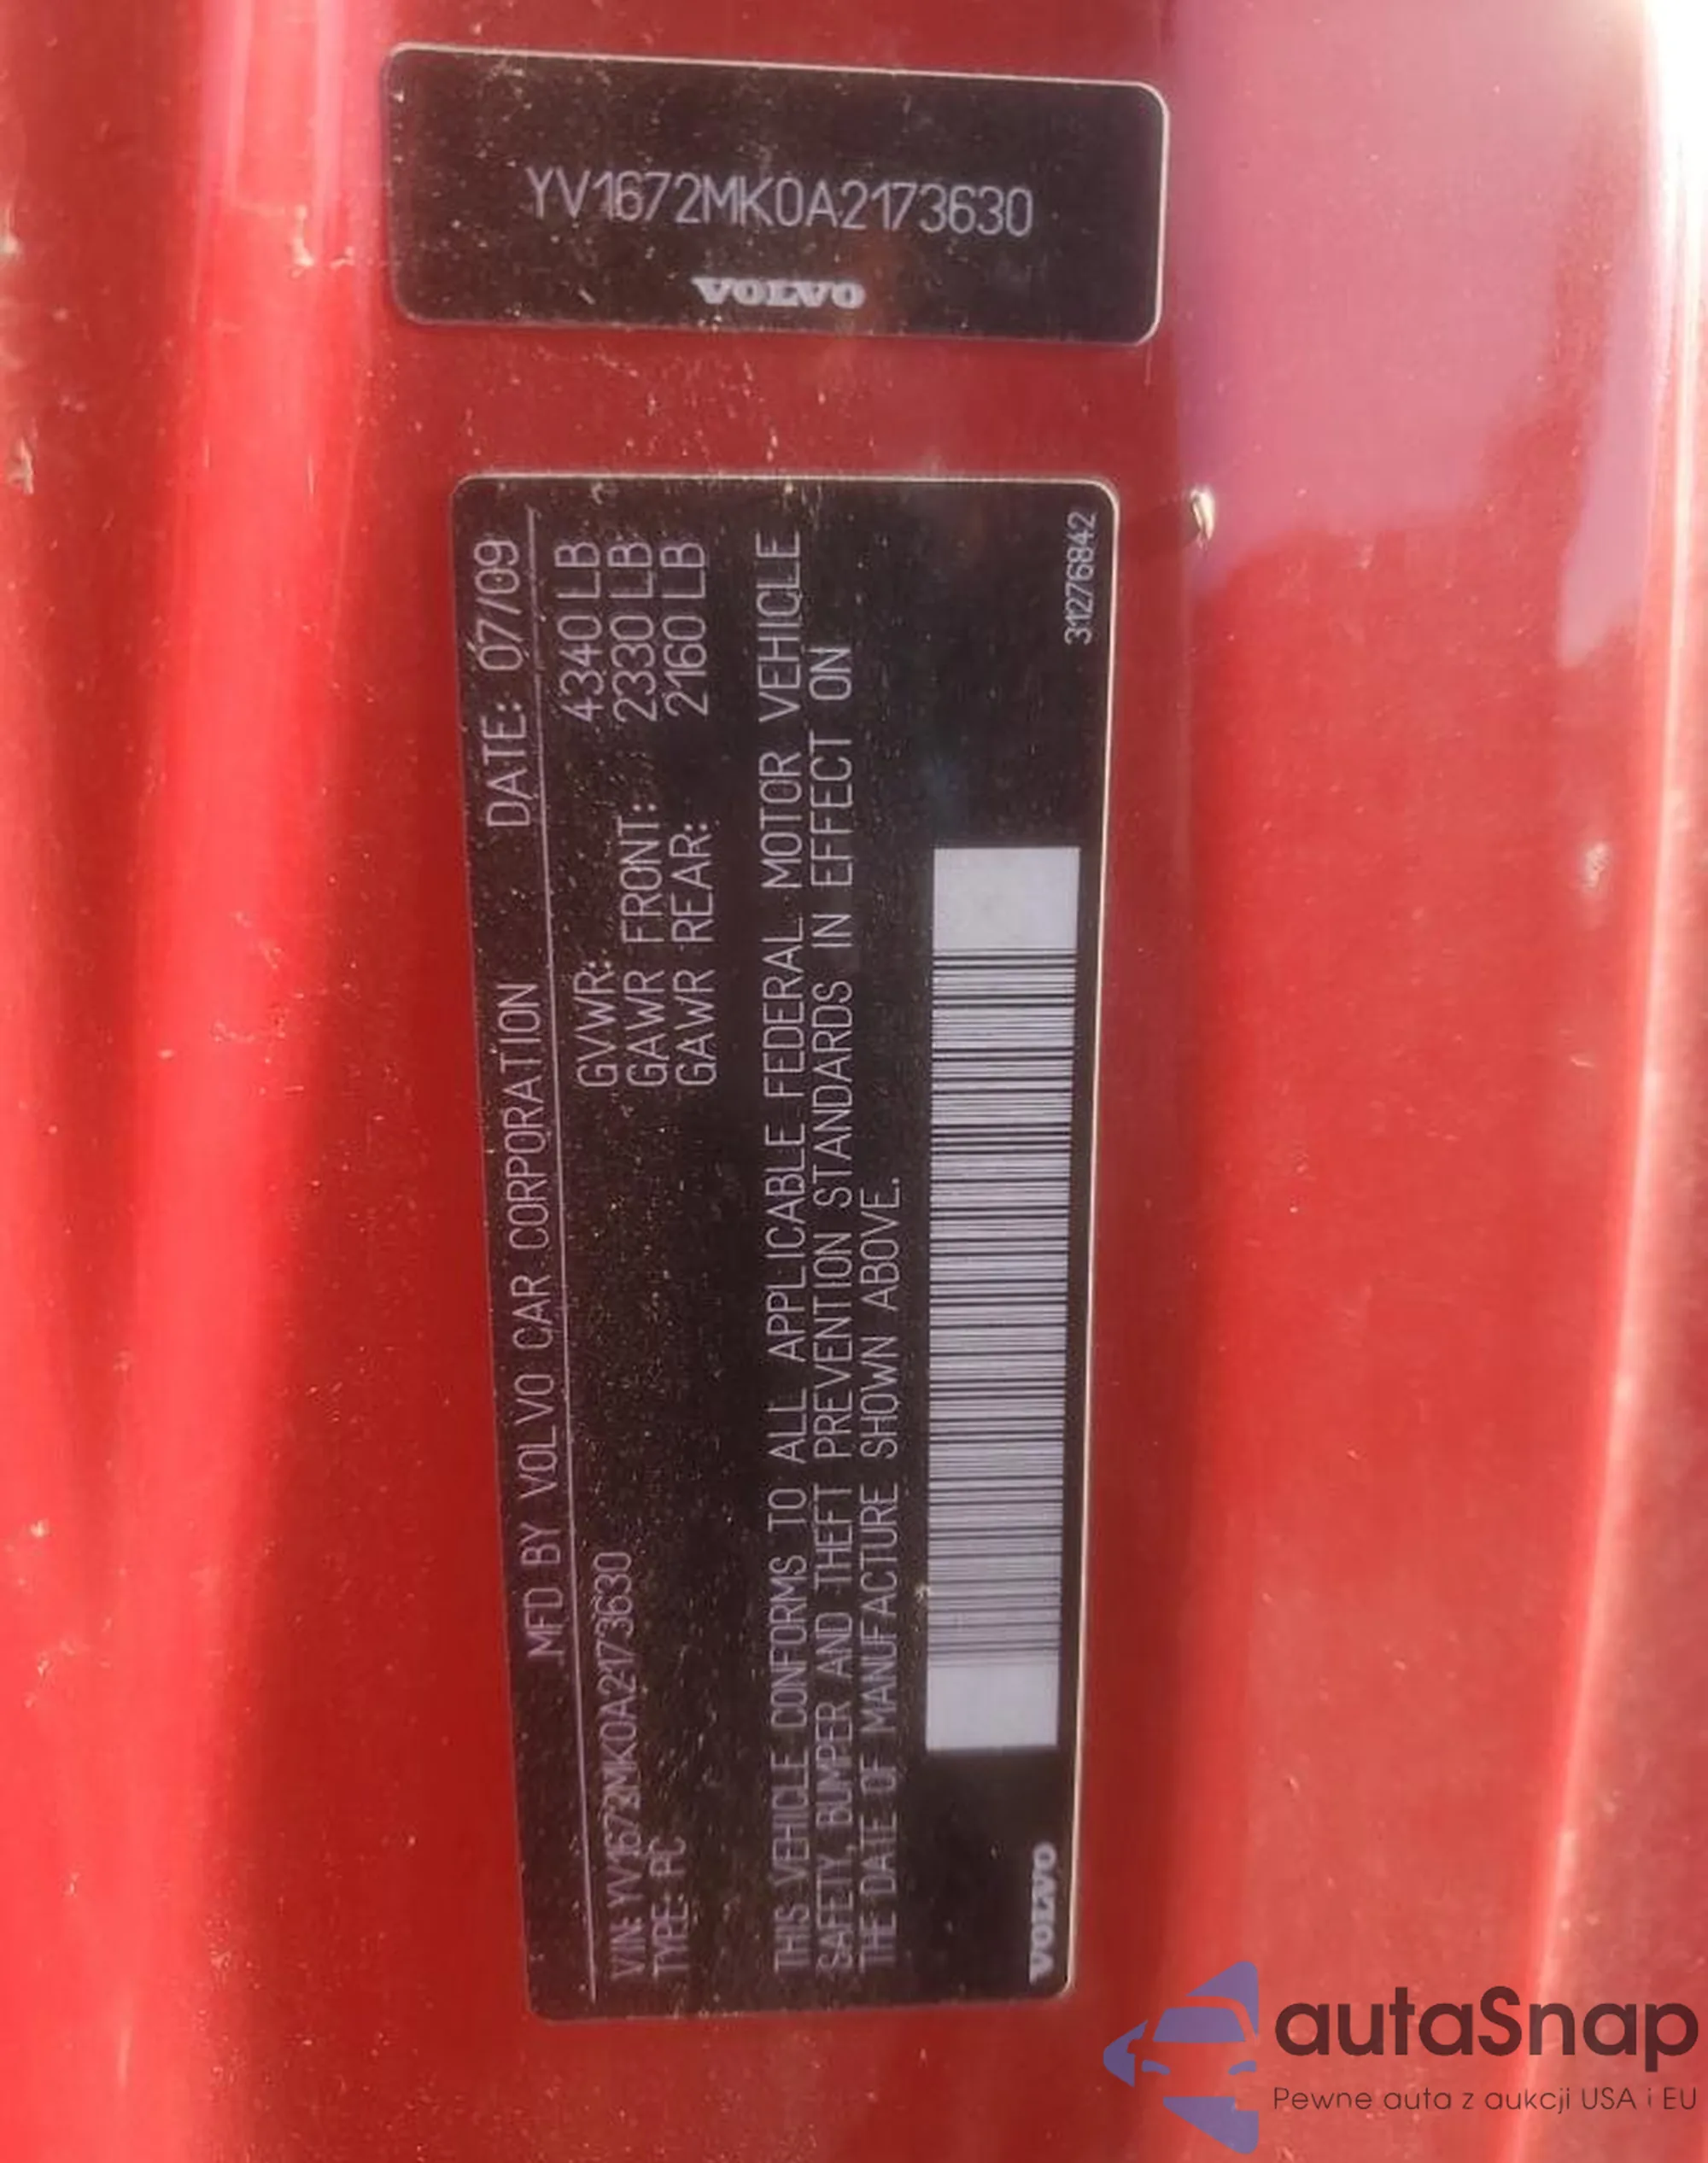 YV1672MK0A2173630
VOLVO
MFD BY VOLVO CAR CORPORATION DATE: 07/09
VIN: YV1672MK0A2173630 GVWR: 4340 LB
TYPE: PC GAWR FRONT: 2330 LB
GAWR REAR: 2160 LB
THIS VEHICLE CONFORMS TO ALL APPLICABLE FEDERAL MOTOR VEHICLE
SAFETY, BUMPER AND THEFT PREVENTION STANDARDS IN EFFECT ON
THE DATE OF MANUFACTURE SHOWN ABOVE.
VOLVO
31276842
autaSnap
Pewne auta z aukcji USA i EU